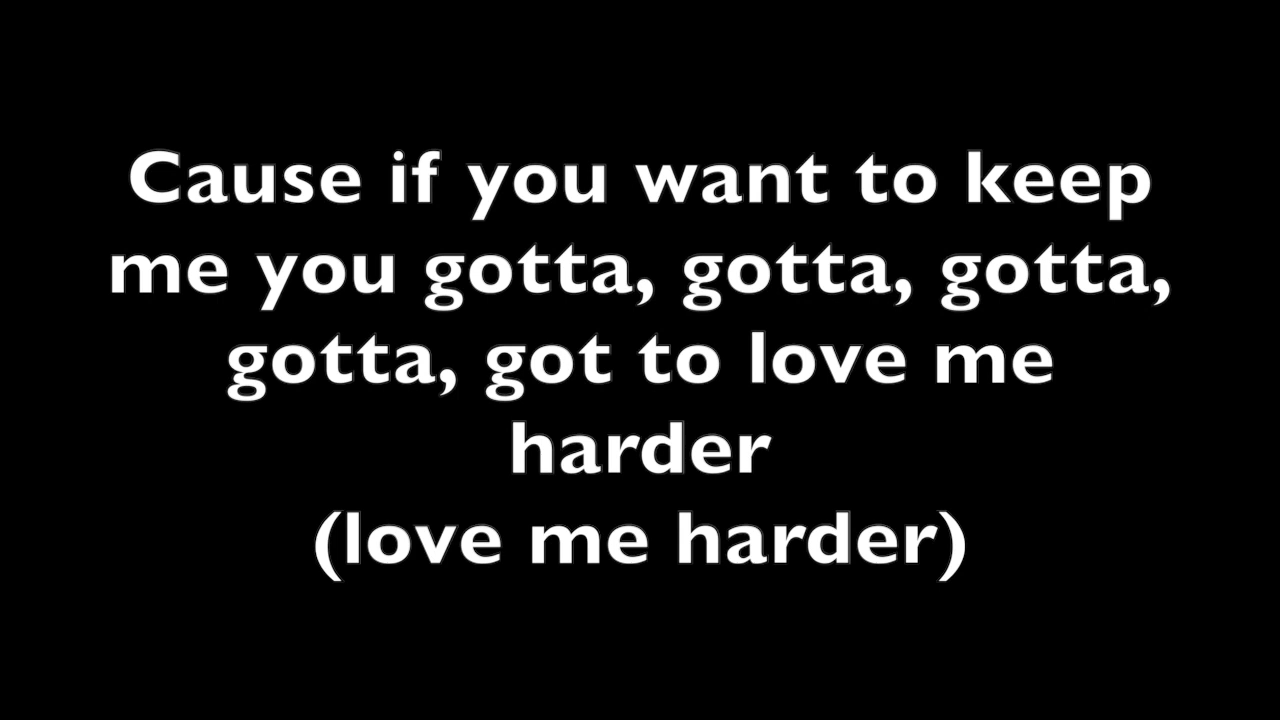 Cause if you want to keep
me you gotta, gotta, gotta,
gotta, got to love me
harder
(love me harder)